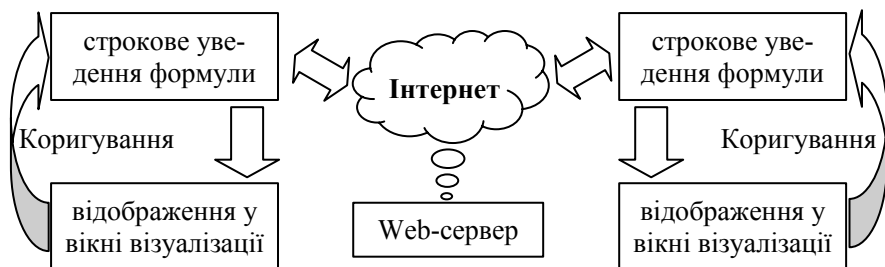 строкове уве-
дення формули
Коригування
відображення у
вікні візуалізації
Інтернет
Web-сервер
строкове уве-
дення формули
Коригування
відображення у
вікні візуалізації